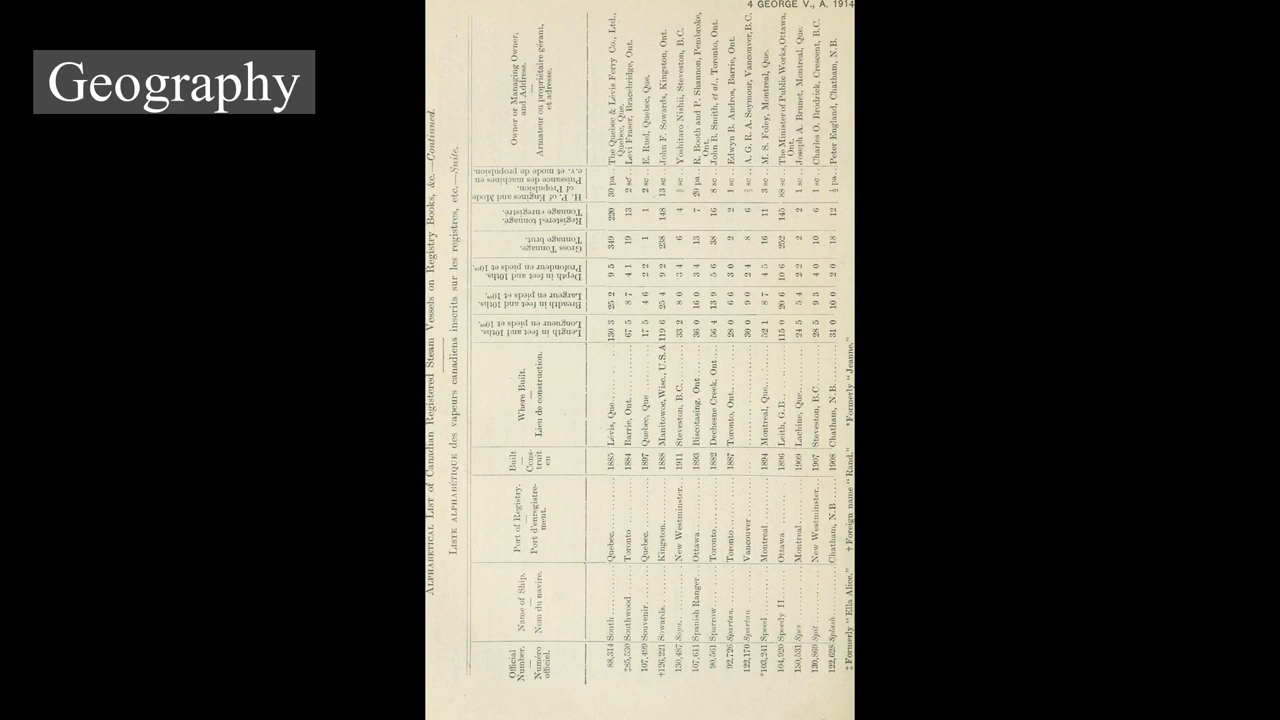 Geography
4 GEORGE V., A. 1914
ALPHABETICAL LIST of Canadian Registered Steam Vessels on Registry Books, &c.—Continued.
LISTE ALPHABÉTIQUE des vapeurs canadiens inscrits sur les registres, etc.—Suite.
Official Number. — Numéro officiel. Name of Ship. — Nom du navire. Port of Registry. — Port d'enregistrement. Built — Construit en Where Built. — Lieu de construction. Length in feet and 10ths. Longueur en pieds et 10es. Breadth in feet and 10ths. Largeur en pieds et 10es. Depth in feet and 10ths. Profondeur en pieds et 10es. Gross Tonnage. Tonnage brut. Registered tonnage. Tonnage enregistré. H. P. of Engines and Mode of Propulsion. Puissance des machines en c.v. et mode de propulsion. Owner or Managing Owner, and Address. — Armateur ou propriétaire gérant, et adresse.
88,314 South Quebec 1885 Lévis, Que. 130 3 25 2 9 5 349 220 30 pa. The Quebec & Lévis Ferry Co., Ltd., Quebec, Que.
‡85,530 Southwood Toronto 1884 Barrie, Ont. 67 5 8 7 4 1 19 13 2 sc. Levi Fraser, Bracebridge, Ont.
107,499 Souvenir Quebec 1897 Quebec, Que 17 5 4 6 2 2 1 1 2 sc. E. Ruel, Quebec, Que.
†126,221 Sowards Kingston 1888 Manitowoc, Wisc., U.S.A 119 6 25 4 9 2 238 148 13 sc John F. Sowards, Kingston, Ont.
130,487 New Westminster 1911 Steveston, B.C. 33 2 8 0 3 4 6 4 sc. Yoshitaro Nishii, Steveston, B.C.
107,611 Spanish Ranger Ottawa 1893 Biscotasing, Ont 36 0 16 0 3 4 13 7 20 pa. R. Booth and P. Shannon, Pembroke, Ont.
90,561 Sparrow Toronto 1882 Dechesne Creek, Ont 56 4 13 9 5 6 38 16 8 sc John B. Smith, et al., Toronto, Ont.
92,726 Spartan Toronto 1887 Toronto, Ont. 28 0 6 6 3 0 2 2 1 sc Edwyn B. Andros, Barrie, Ont.
122,170 Spartan Vancouver 30 0 9 0 2 4 8 6 sc A. G. R. A. Seymour, Vancouver, B.C.
*103,241 Speed Montreal 1894 Montreal, Que. 52 1 8 7 4 5 16 11 3 sc M. S. Foley, Montreal, Que.
104,920 Speedy II Ottawa 1896 Leith, G.B. 115 0 20 6 10 6 252 145 88 sc The Minister of Public Works, Ottawa, Ont.
130,531 Spes Montreal 1909 Lachine, Que. 24 5 5 4 2 2 2 2 1 sc Joseph A. Brunet, Montreal, Que.
130,869 Spit New Westminster 1907 Steveston, B.C 28 5 9 3 4 0 10 6 1 sc Charles O. Brodrick, Crescent, B.C.
122,628 Splash Chatham, N.B. 1908 Chatham, N.B. 31 0 10 0 2 0 18 12 pa Peter England, Chatham, N.B.
‡ Formerly "Ella Alice." † Foreign name "Rand." *Formerly "Jeanne."